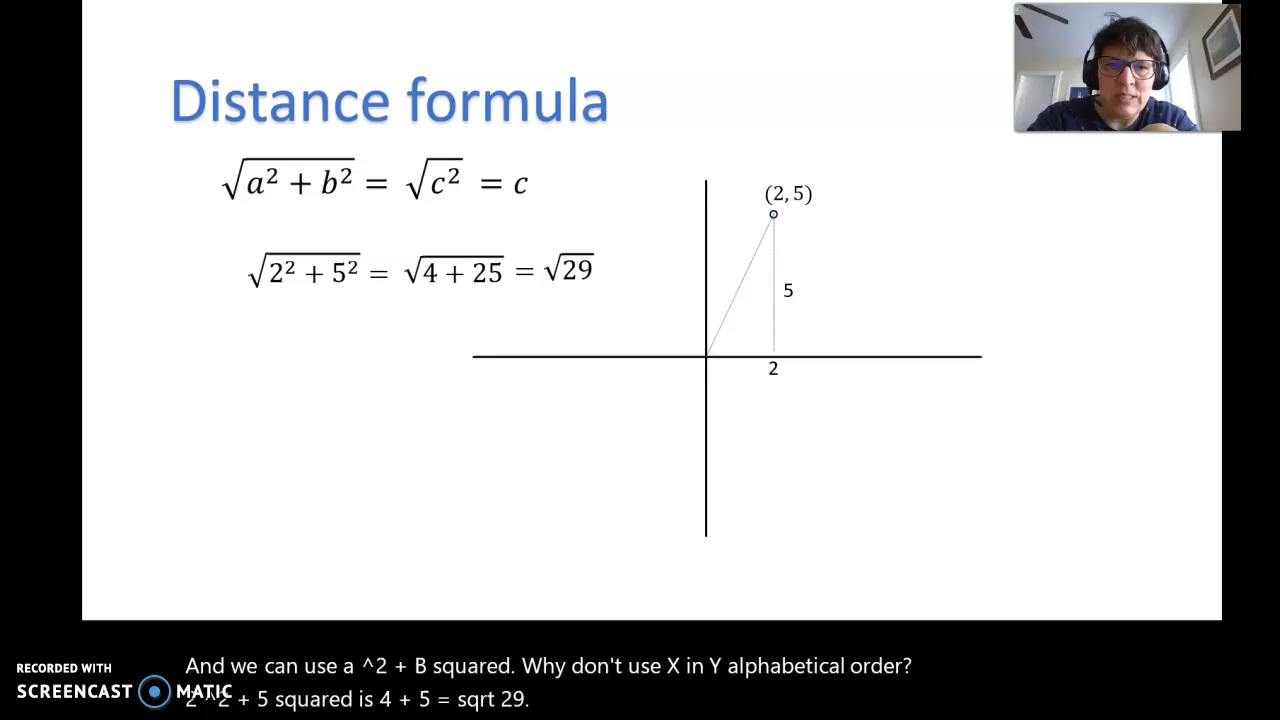 Distance formula
√(a² + b²) = √(c²) = c
(2, 5)
√(2² + 5²) = √(4 + 25) = √29
5
2
And we can use a ^2 + B squared. Why don't use X in Y alphabetical order?
2 ^2 + 5 squared is 4 + 5 = sqrt 29.
RECORDED WITH
SCREENCAST MATIC